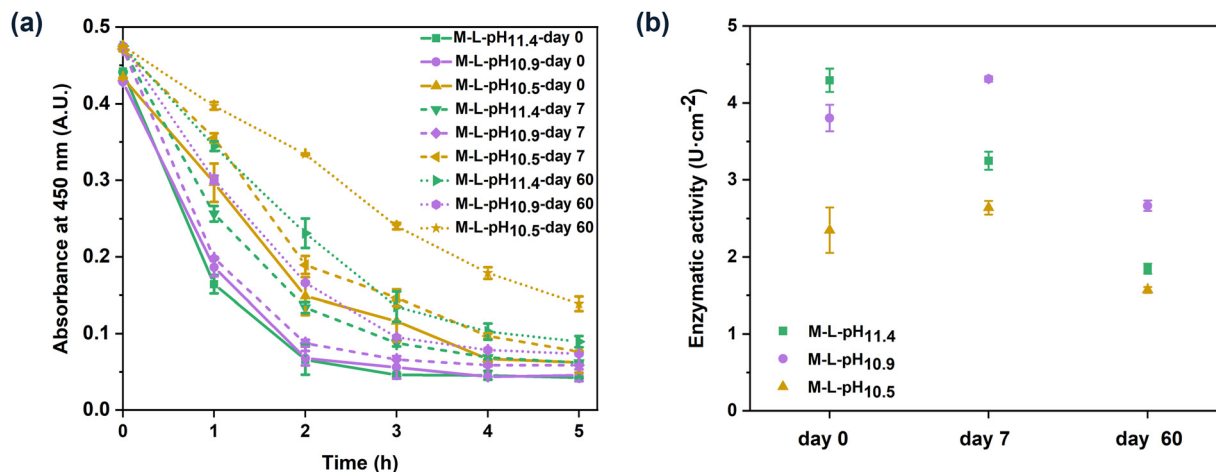 (a)
Absorbance at 450 nm (A.U.)
0.5
0.4
0.3
0.2
0.1
0.0
0 1 2 3 4 5
Time (h)
M-L-pH11.4-day 0
M-L-pH10.9-day 0
M-L-pH10.5-day 0
M-L-pH11.4-day 7
M-L-pH10.9-day 7
M-L-pH10.5-day 7
M-L-pH11.4-day 60
M-L-pH10.9-day 60
M-L-pH10.5-day 60
(b)
Enzymatic activity (U·cm-2)
5
4
3
2
1
0
M-L-pH11.4
M-L-pH10.9
M-L-pH10.5
day 0 day 7 day 60